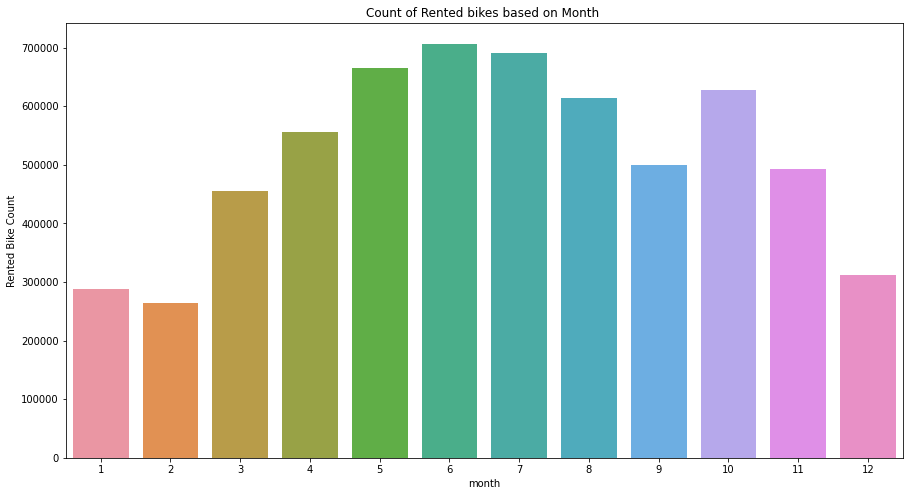 Count of Rented bikes based on Month
Rented Bike Count
700000
600000
500000
400000
300000
200000
100000
0
1 2 3 4 5 6 7 8 9 10 11 12
month